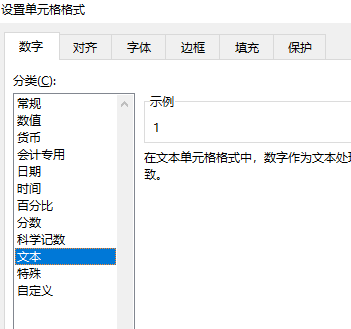 设置单元格格式
数字 对齐 字体 边框 填充 保护
分类(C):
常规
数值
货币
会计专用
日期
时间
百分比
分数
科学记数
文本
特殊
自定义
示例
1
在文本单元格格式中，数字作为文本处
致。